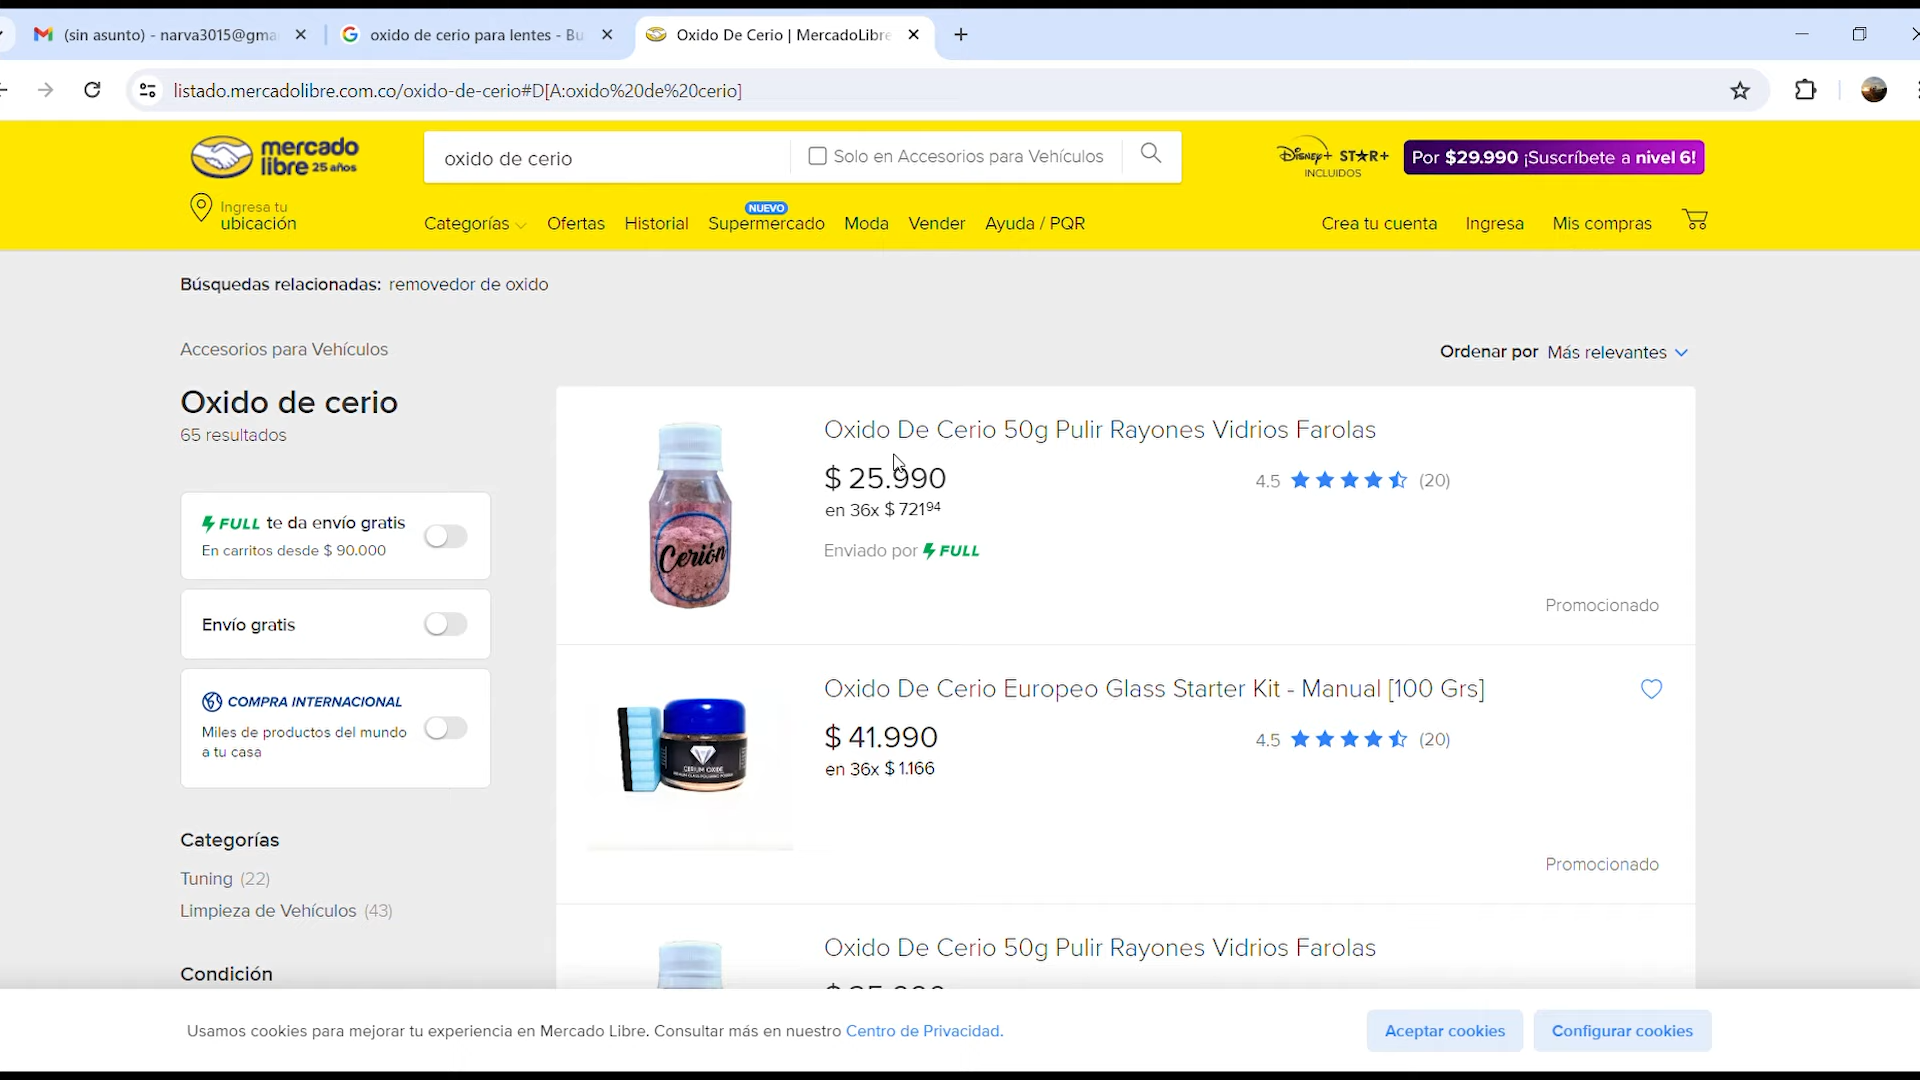 (sin asunto) - narva3015@gma
oxido de cerio para lentes - Bu
Oxido De Cerio | MercadoLibre
listado.mercadolibre.com.co/oxido-de-cerio#D[A:oxido%20de%20cerio]
mercado
libre 25 años
oxido de cerio
Solo en Accesorios para Vehículos
Disney+ STAR+
INCLUIDOS
Por $29.990 ¡Suscríbete a nivel 6!
Ingresa tu
ubicación
Categorías
Ofertas
Historial
NUEVO
Supermercado
Moda
Vender
Ayuda / PQR
Crea tu cuenta
Ingresa
Mis compras
Búsquedas relacionadas: removedor de oxido
Accesorios para Vehículos
Ordenar por Más relevantes
Oxido de cerio
65 resultados
FULL te da envío gratis
En carritos desde $ 90.000
Envío gratis
COMPRA INTERNACIONAL
Miles de productos del mundo
a tu casa
Categorías
Tuning (22)
Limpieza de Vehículos (43)
Condición
Oxido De Cerio 50g Pulir Rayones Vidrios Farolas
$ 25.990
en 36x $ 721 94
4.5 (20)
Enviado por FULL
Promocionado
Cerión
Oxido De Cerio Europeo Glass Starter Kit - Manual [100 Grs]
$ 41.990
en 36x $ 1.166
4.5 (20)
Promocionado
CERIUM OXIDE
Oxido De Cerio 50g Pulir Rayones Vidrios Farolas
Usamos cookies para mejorar tu experiencia en Mercado Libre. Consultar más en nuestro Centro de Privacidad.
Aceptar cookies
Configurar cookies